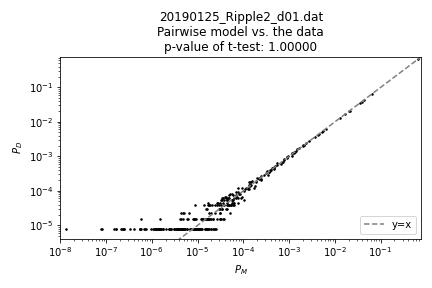 20190125_Ripple2_d01.dat
Pairwise model vs. the data
p-value of t-test: 1.00000
10⁻¹
10⁻²
10⁻³
10⁻⁴
10⁻⁵
P_D
y=x
10⁻⁸ 10⁻⁷ 10⁻⁶ 10⁻⁵ 10⁻⁴ 10⁻³ 10⁻² 10⁻¹
P_M